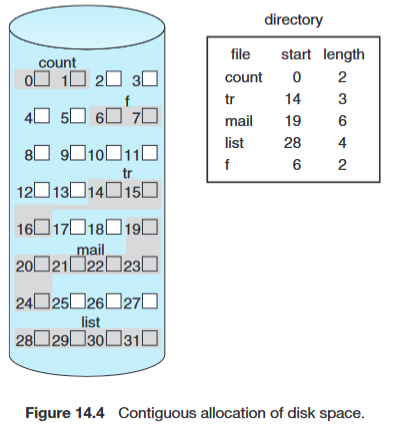 directory
file start length
count 0 2
tr 14 3
mail 19 6
list 28 4
f 6 2
count
0 1 2 3
f
4 5 6 7
8 9 10 11
tr
12 13 14 15
16 17 18 19
mail
20 21 22 23
24 25 26 27
list
28 29 30 31
Figure 14.4 Contiguous allocation of disk space.